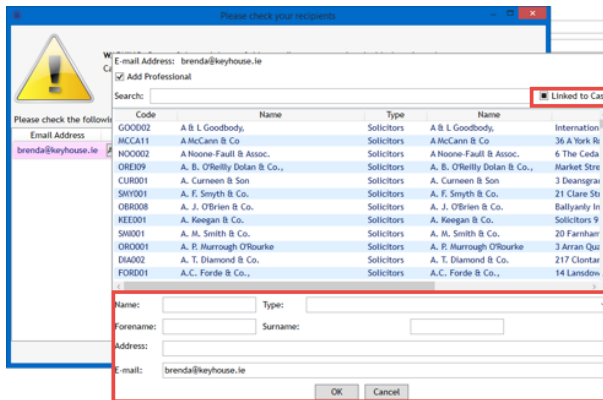 Please check your recipients
E-mail Address: brenda@keyhouse.ie
Add Professional
Search: Linked to Cas
Please check the followi
Email Address
brenda@keyhouse.ie
Code Name Type Name
GOOD02 A & L Goodbody, Solicitors A & L Goodbody, Internation
MCCA11 A McCann & Co Solicitors A McCann & Co 36 A York R
NOO002 A Noone-Faull & Assoc. Solicitors A Noone-Faull & Assoc. 6 The Ceda
OREI09 A. B. O'Reilly Dolan & Co., Solicitors A. B. O'Reilly Dolan & Co., Market Stre
CUR001 A. Curneen & Son Solicitors A. Curneen & Son 3 Deansgra
SMY001 A. F. Smyth & Co. Solicitors A. F. Smyth & Co. 21 Clare St
OBR008 A. J. O'Brien & Co. Solicitors A. J. O'Brien & Co. Ballyanly In
KEE001 A. Keegan & Co. Solicitors A. Keegan & Co. Solicitors 9
SMI001 A. M. Smith & Co. Solicitors A. M. Smith & Co. 20 Farnham
ORO001 A. P. Murrough O'Rourke Solicitors A. P. Murrough O'Rourke 3 Arran Qua
DIA002 A. T. Diamond & Co. Solicitors A. T. Diamond & Co. 217 Clontar
FORD01 A.C. Forde & Co., Solicitors A.C. Forde & Co., 14 Lansdow
Name: Type:
Forename: Surname:
Address:
E-mail: brenda@keyhouse.ie
OK Cancel